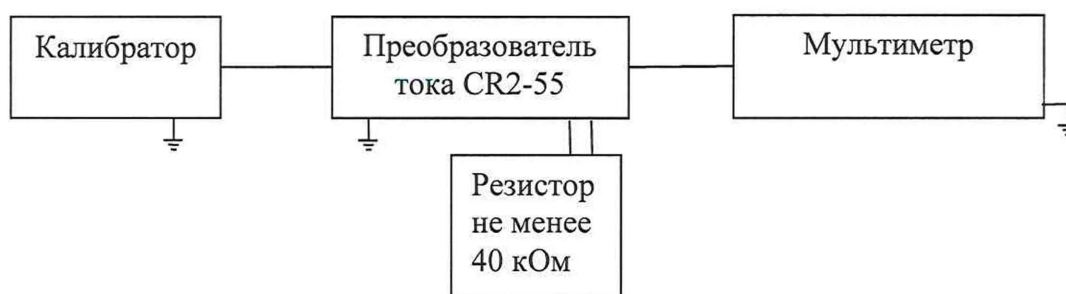 Калибратор
Преобразователь
тока CR2-55
Мультиметр
Резистор
не менее
40 кОм